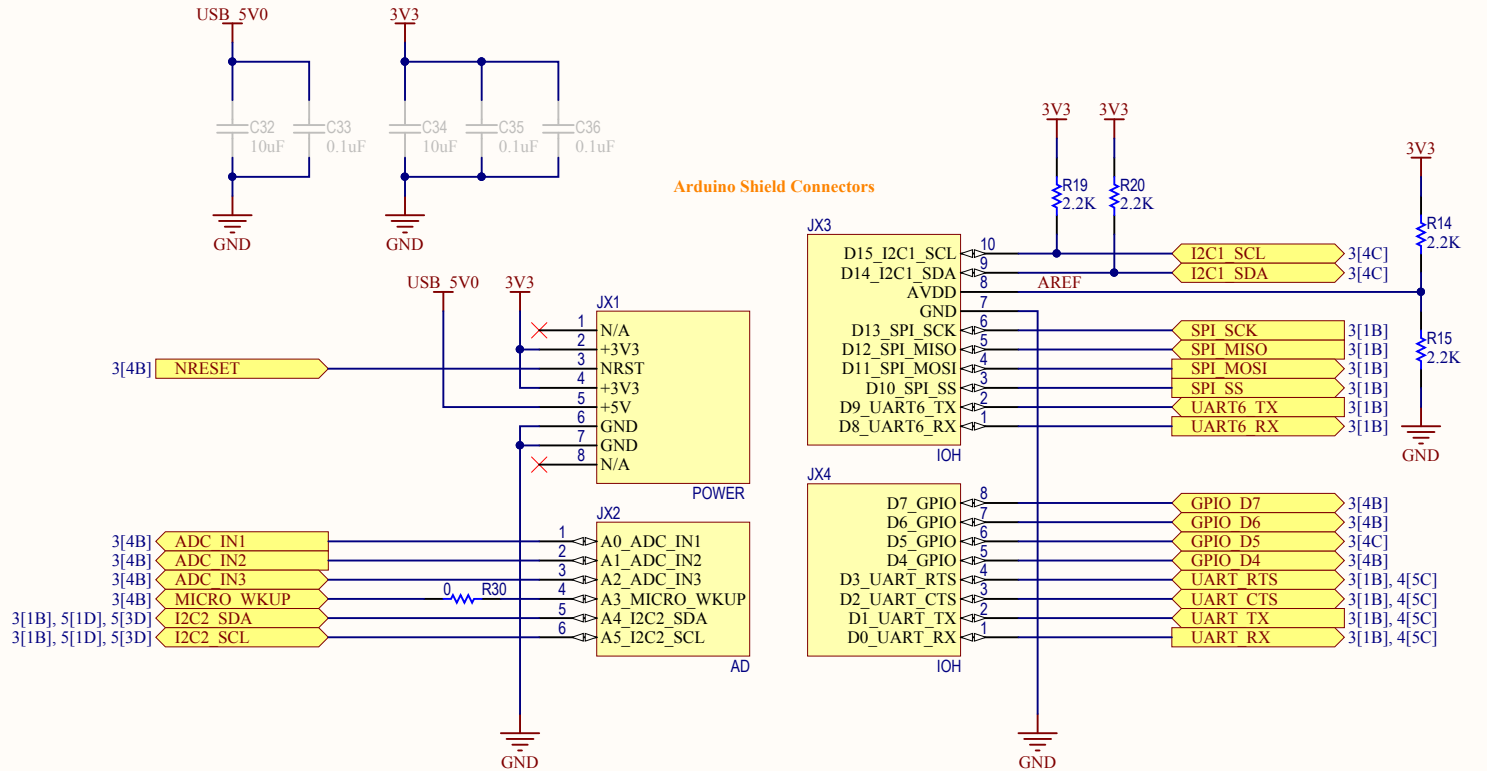 USB_5V0
3V3
C32
10uF
C33
0.1uF
C34
10uF
C35
0.1uF
C36
0.1uF
GND
GND
Arduino Shield Connectors
3V3
3V3
3V3
R19
2.2K
R20
2.2K
R14
2.2K
R15
2.2K
GND
USB_5V0
3V3
JX1
1 N/A
2 +3V3
3[4B] NRESET 3 NRST
4 +3V3
5 +5V
6 GND
7 GND
8 N/A
POWER
JX2
3[4B] ADC_IN1 1 A0_ADC_IN1
3[4B] ADC_IN2 2 A1_ADC_IN2
3[4B] ADC_IN3 3 A2_ADC_IN3
3[4B] MICRO_WKUP 0 R30 4 A3_MICRO_WKUP
3[1B], 5[1D], 5[3D] I2C2_SDA 5 A4_I2C2_SDA
3[1B], 5[1D], 5[3D] I2C2_SCL 6 A5_I2C2_SCL
AD
GND
JX3
D15_I2C1_SCL 10 I2C1_SCL 3[4C]
D14_I2C1_SDA 9 I2C1_SDA 3[4C]
AVDD 8 AREF
GND 7
D13_SPI_SCK 6 SPI_SCK 3[1B]
D12_SPI_MISO 5 SPI_MISO 3[1B]
D11_SPI_MOSI 4 SPI_MOSI 3[1B]
D10_SPI_SS 3 SPI_SS 3[1B]
D9_UART6_TX 2 UART6_TX 3[1B]
D8_UART6_RX 1 UART6_RX 3[1B]
IOH
JX4
D7_GPIO 8 GPIO_D7 3[4B]
D6_GPIO 7 GPIO_D6 3[4B]
D5_GPIO 6 GPIO_D5 3[4C]
D4_GPIO 5 GPIO_D4 3[4B]
D3_UART_RTS 4 UART_RTS 3[1B], 4[5C]
D2_UART_CTS 3 UART_CTS 3[1B], 4[5C]
D1_UART_TX 2 UART_TX 3[1B], 4[5C]
D0_UART_RX 1 UART_RX 3[1B], 4[5C]
IOH
GND